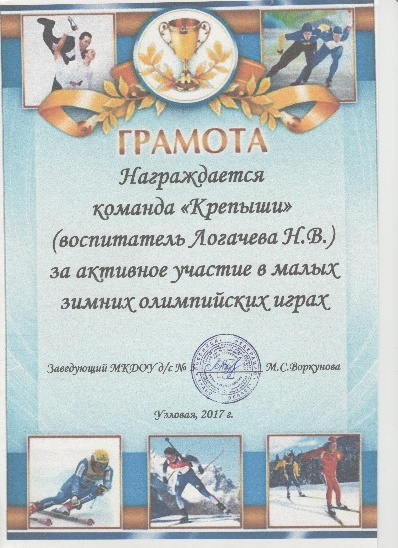 ГРАМОТА
Награждается
команда «Крепыши»
(воспитатель Логачева Н.В.)
за активное участие в малых
зимних олимпийских играх
Заведующий МКДОУ д/с № М.С.Воркунова
Узловая, 2017 г.